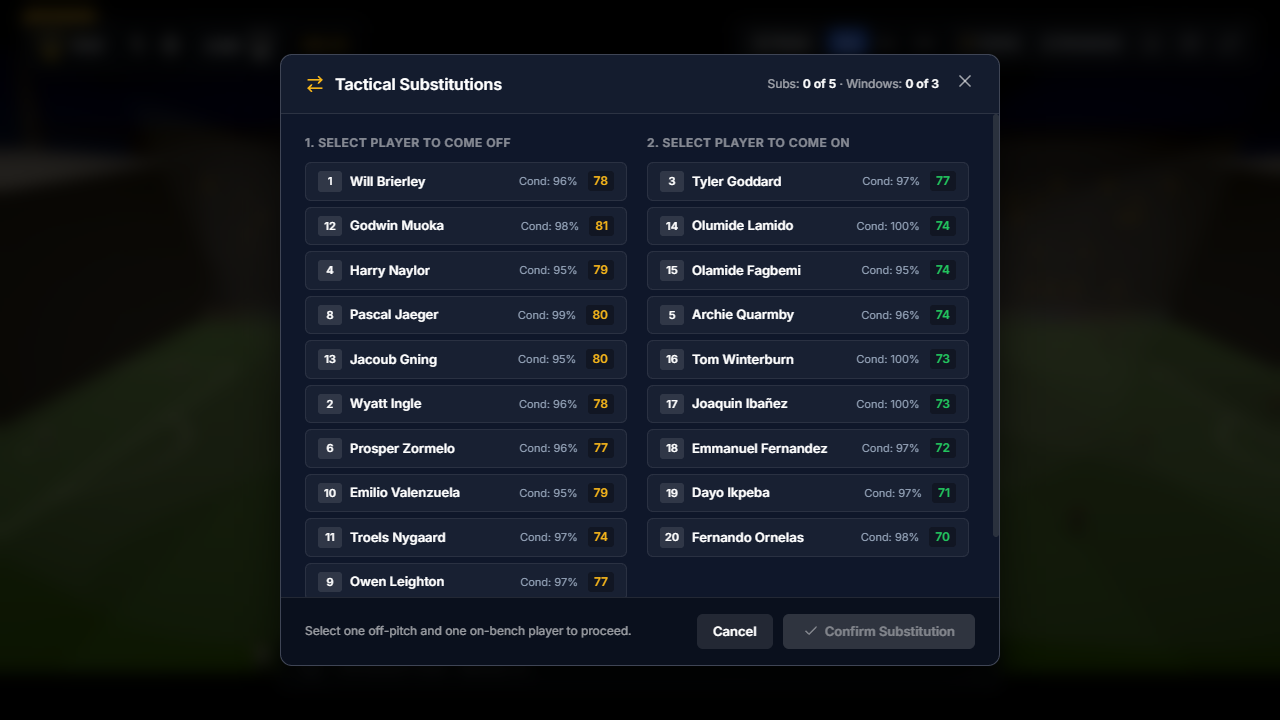 Tactical Substitutions
Subs: 0 of 5 · Windows: 0 of 3
1. SELECT PLAYER TO COME OFF
1 Will Brierley Cond: 96% 78
12 Godwin Muoka Cond: 98% 81
4 Harry Naylor Cond: 95% 79
8 Pascal Jaeger Cond: 99% 80
13 Jacoub Gning Cond: 95% 80
2 Wyatt Ingle Cond: 96% 78
6 Prosper Zormelo Cond: 96% 77
10 Emilio Valenzuela Cond: 95% 79
11 Troels Nygaard Cond: 97% 74
9 Owen Leighton Cond: 97% 77
2. SELECT PLAYER TO COME ON
3 Tyler Goddard Cond: 97% 77
14 Olumide Lamido Cond: 100% 74
15 Olamide Fagbemi Cond: 95% 74
5 Archie Quarmby Cond: 96% 74
16 Tom Winterburn Cond: 100% 73
17 Joaquin Ibañez Cond: 100% 73
18 Emmanuel Fernandez Cond: 97% 72
19 Dayo Ikpeba Cond: 97% 71
20 Fernando Ornelas Cond: 98% 70
Select one off-pitch and one on-bench player to proceed.
Cancel
Confirm Substitution